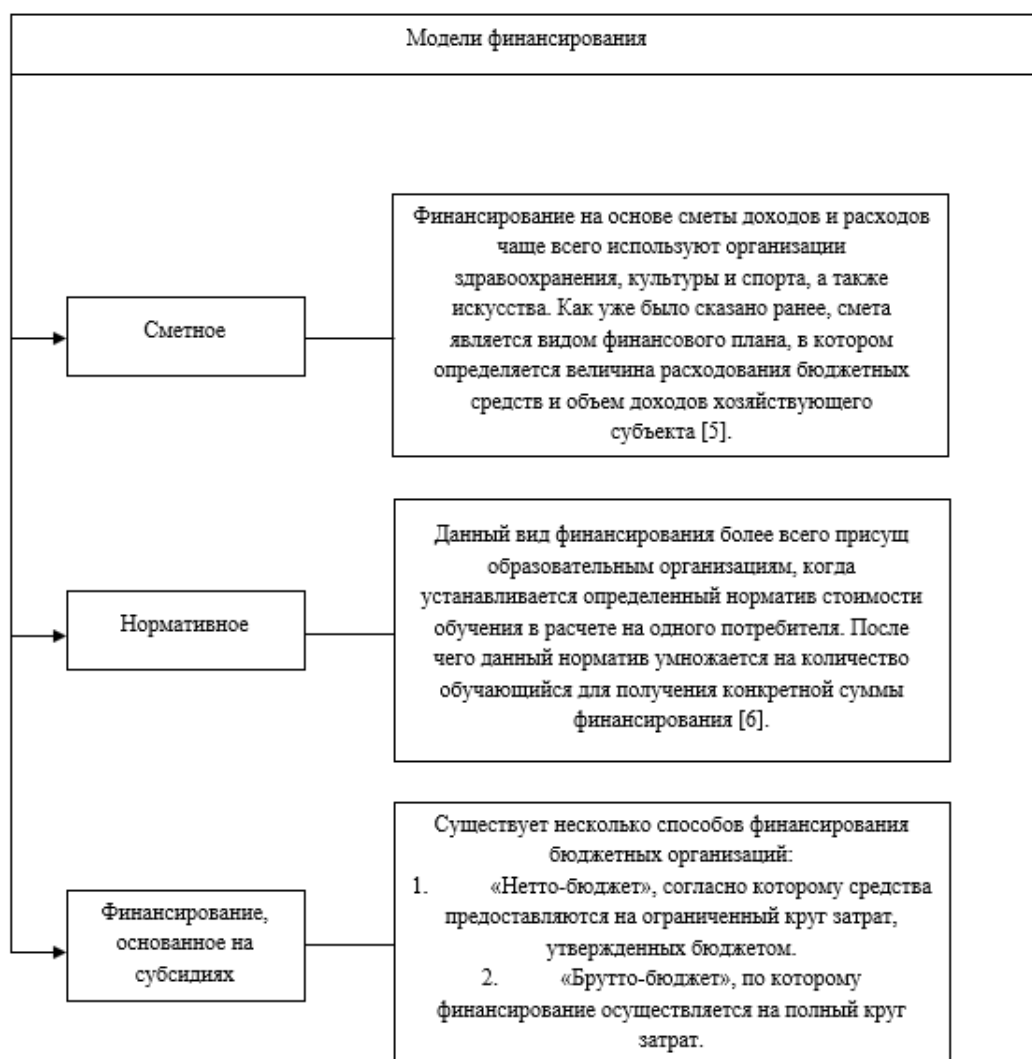 Модели финансирования
Сметное
Финансирование на основе сметы доходов и расходов
чаще всего используют организации
здравоохранения, культуры и спорта, а также
искусства. Как уже было сказано ранее, смета
является видом финансового плана, в котором
определяется величина расходования бюджетных
средств и объем доходов хозяйствующего
субъекта [5].
Нормативное
Данный вид финансирования более всего присущ
образовательным организациям, когда
устанавливается определенный норматив стоимости
обучения в расчете на одного потребителя. После
чего данный норматив умножается на количество
обучающийся для получения конкретной суммы
финансирования [6].
Финансирование,
основанное на
субсидиях
Существует несколько способов финансирования
бюджетных организаций:
1. «Нетто-бюджет», согласно которому средства
предоставляются на ограниченный круг затрат,
утвержденных бюджетом.
2. «Брутто-бюджет», по которому
финансирование осуществляется на полный круг
затрат.